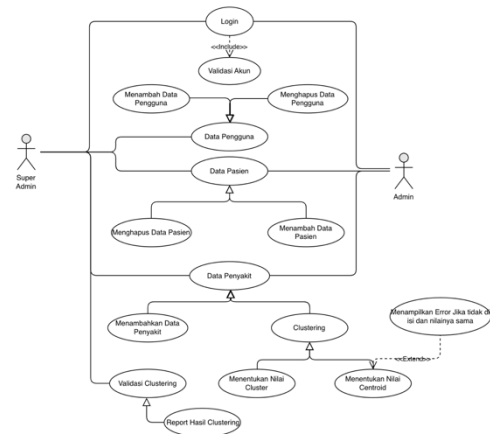 Login
<<Include>>
Validasi Akun
Menambah Data
Pengguna
Menghapus Data
Pengguna
Data Pengguna
Super
Admin
Data Pasien
Admin
Menghapus Data Pasien
Menambah Data
Pasien
Data Penyakit
Menambahkan Data
Penyakit
Clustering
Menampilkan Error Jika tidak di
isi dan nilainya sama
<<Extend>>
Validasi Clustering
Menentukan Nilai
Cluster
Menentukan Nilai
Centroid
Report Hasil Clustering